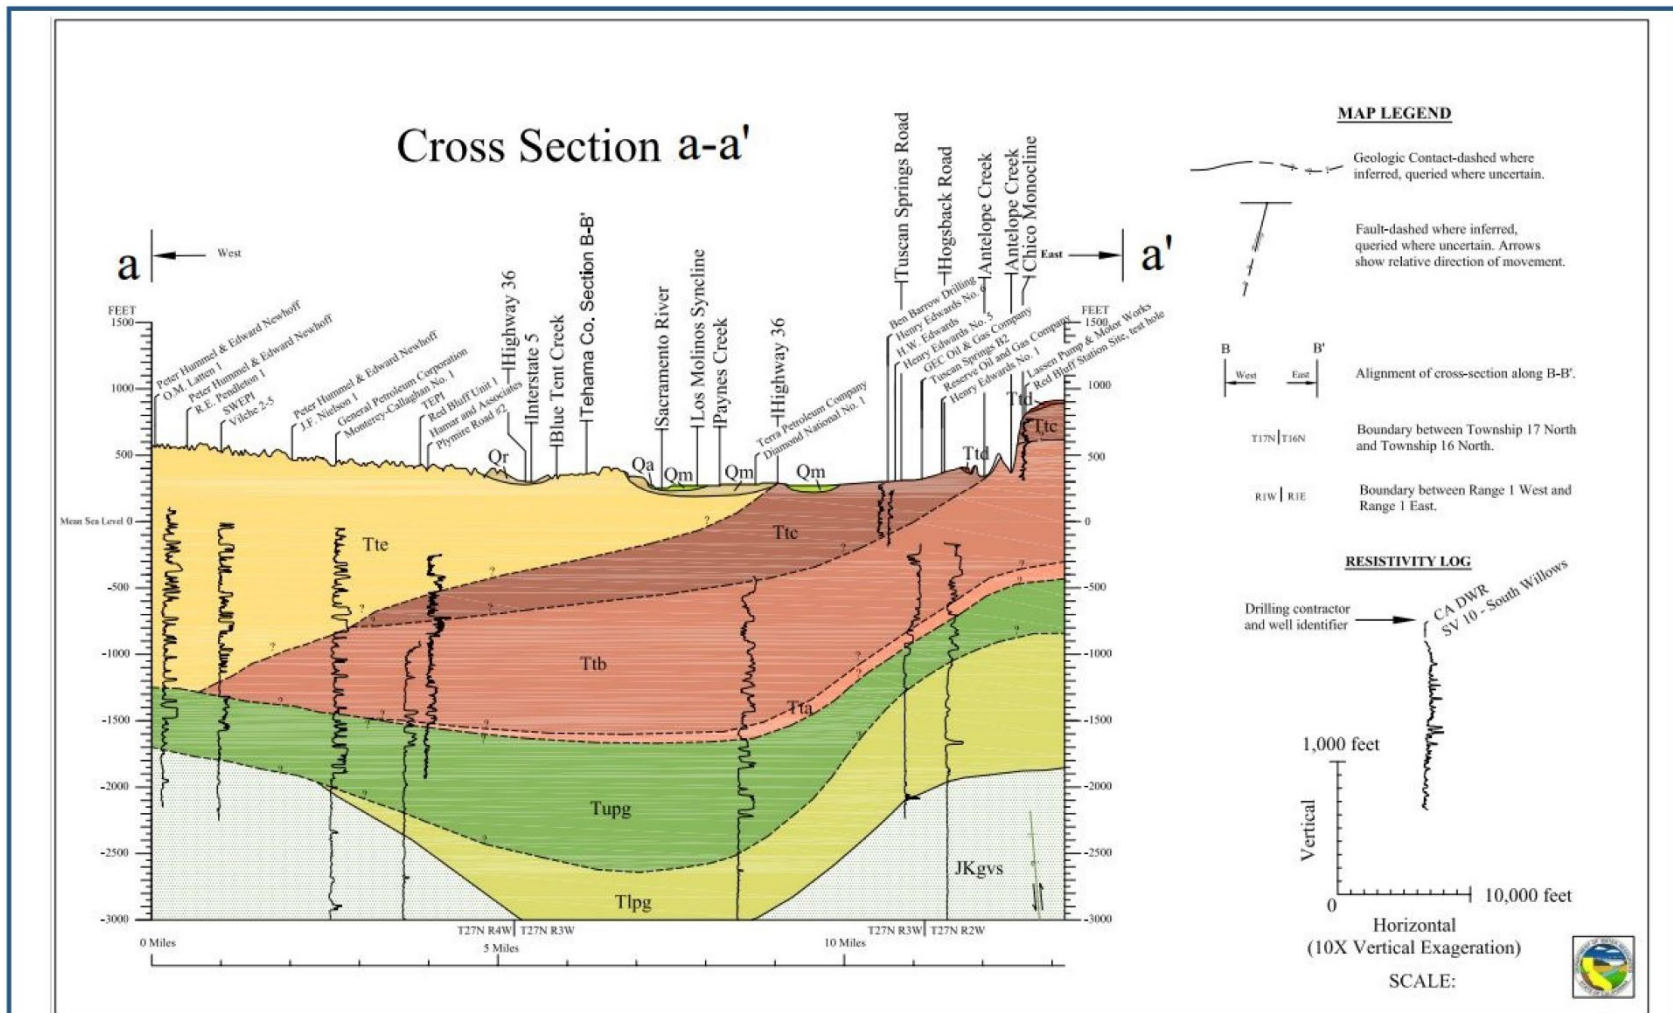 Cross Section a-a'
a
West
East
a'
FEET
1500
1000
500
Mean Sea Level 0
-500
-1000
-1500
-2000
-2500
-3000
FEET
1500
1000
500
0
-500
-1000
-1500
-2000
-2500
-3000
Peter Hummel & Edward Newhoff
O.M. Latten 1
Peter Hummel & Edward Newhoff
R.E. Pendleton 1
SWEPI
Vilche 2-5
Peter Hummel & Edward Newhoff
J.F. Nielson 1
General Petroleum Corporation
Monterey-Callaghan No. 1
TEPI
Red Bluff Unit 1
Hamar and Associates
Plymire Road #2
Highway 36
Interstate 5
Blue Tent Creek
Tehama Co. Section B-B'
Sacramento River
Los Molinos Syncline
Paynes Creek
Terra Petroleum Company
Diamond National No. 1
Highway 36
Ben Barrow Drilling
Henry Edwards No. 6
H.W. Edwards
Henry Edwards No. 5
GEC Oil & Gas Company
Tuscan Springs B2
Reserve Oil and Gas Company
Henry Edwards No. 1
Lassen Pump & Motor Works
Red Bluff Station Site, test hole
Tuscan Springs Road
Hogsback Road
Antelope Creek
Antelope Creek
Chico Monocline
Qr
Qa
Qm
Qm
Qm
Ttd
Ttd
Ttc
Tte
Ttc
Ttb
Tta
Tupg
Tlpg
JKgvs
T27N R4W T27N R3W
T27N R3W T27N R2W
0 Miles
5 Miles
10 Miles
MAP LEGEND
Geologic Contact-dashed where
inferred, queried where uncertain.
Fault-dashed where inferred,
queried where uncertain. Arrows
show relative direction of movement.
B
B'
West
East
Alignment of cross-section along B-B'.
T17N T16N
Boundary between Township 17 North
and Township 16 North.
R1W R1E
Boundary between Range 1 West and
Range 1 East.
RESISTIVITY LOG
Drilling contractor
and well identifier
CA DWR
SV 10 - South Willows
1,000 feet
Vertical
0
10,000 feet
Horizontal
(10X Vertical Exageration)
SCALE: